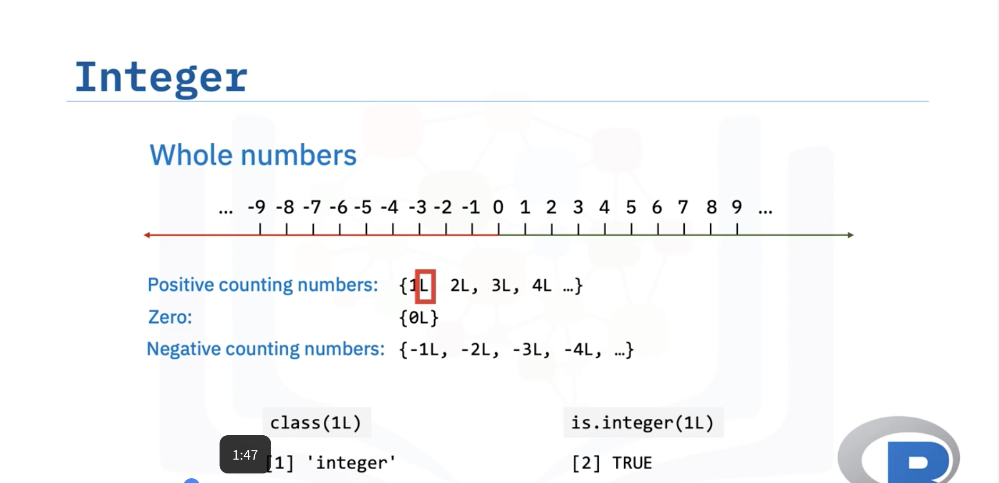 Integer
Whole numbers
... -9 -8 -7 -6 -5 -4 -3 -2 -1 0 1 2 3 4 5 6 7 8 9 ...
Positive counting numbers: {1L 2L, 3L, 4L …}
Zero: {0L}
Negative counting numbers: {-1L, -2L, -3L, -4L, …}
class(1L) is.integer(1L)
1:47
[1] 'integer' [2] TRUE
R